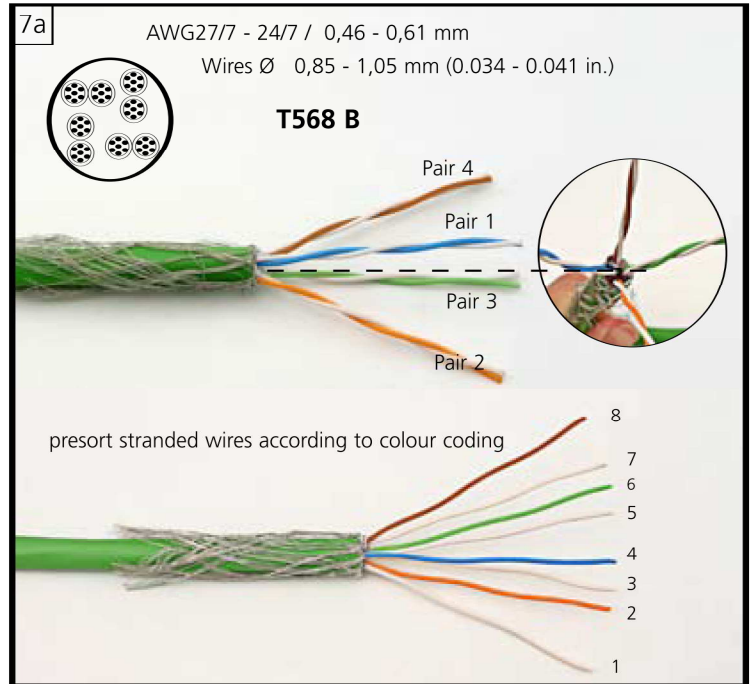 7a
AWG27/7 - 24/7 / 0,46 - 0,61 mm
Wires Ø 0,85 - 1,05 mm (0.034 - 0.041 in.)
T568 B
Pair 4
Pair 1
Pair 3
Pair 2
presort stranded wires according to colour coding
8
7
6
5
4
3
2
1